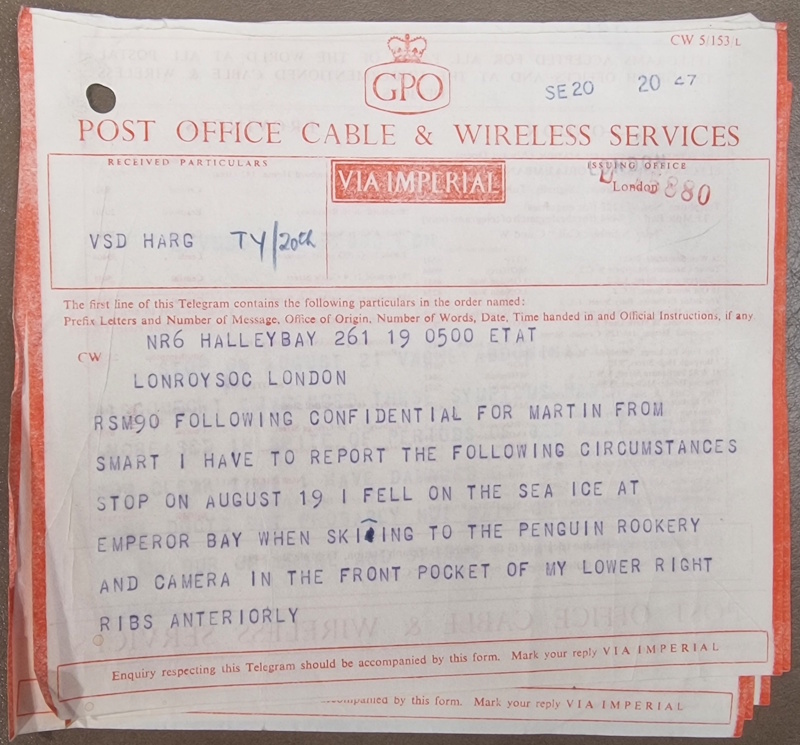 CW 5/153/L
GPO
SE20 20 47
POST OFFICE CABLE & WIRELESS SERVICES
RECEIVED PARTICULARS
VIA IMPERIAL
ISSUING OFFICE
London
880
VSD HARG TY/20th
The first line of this Telegram contains the following particulars in the order named:
Prefix Letters and Number of Message, Office of Origin, Number of Words, Date, Time handed in and Official Instructions, if any
NR6 HALLEYBAY 261 19 0500 ETAT
CW
LONROYSOC LONDON
RSM90 FOLLOWING CONFIDENTIAL FOR MARTIN FROM
SMART I HAVE TO REPORT THE FOLLOWING CIRCUMSTANCES
STOP ON AUGUST 19 I FELL ON THE SEA ICE AT
EMPEROR BAY WHEN SKIING TO THE PENGUIN ROOKERY
AND CAMERA IN THE FRONT POCKET OF MY LOWER RIGHT
RIBS ANTERIORLY
Enquiry respecting this Telegram should be accompanied by this form. Mark your reply VIA IMPERIAL
by this form. Mark your reply VIA IMPERIAL